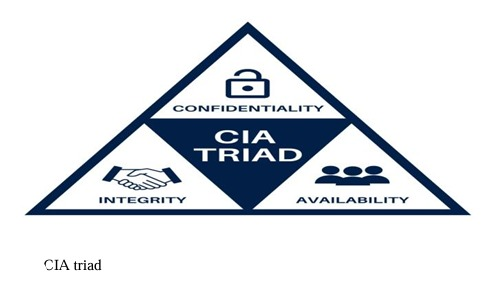 CONFIDENTIALITY
CIA
TRIAD
INTEGRITY
AVAILABILITY
CIA triad